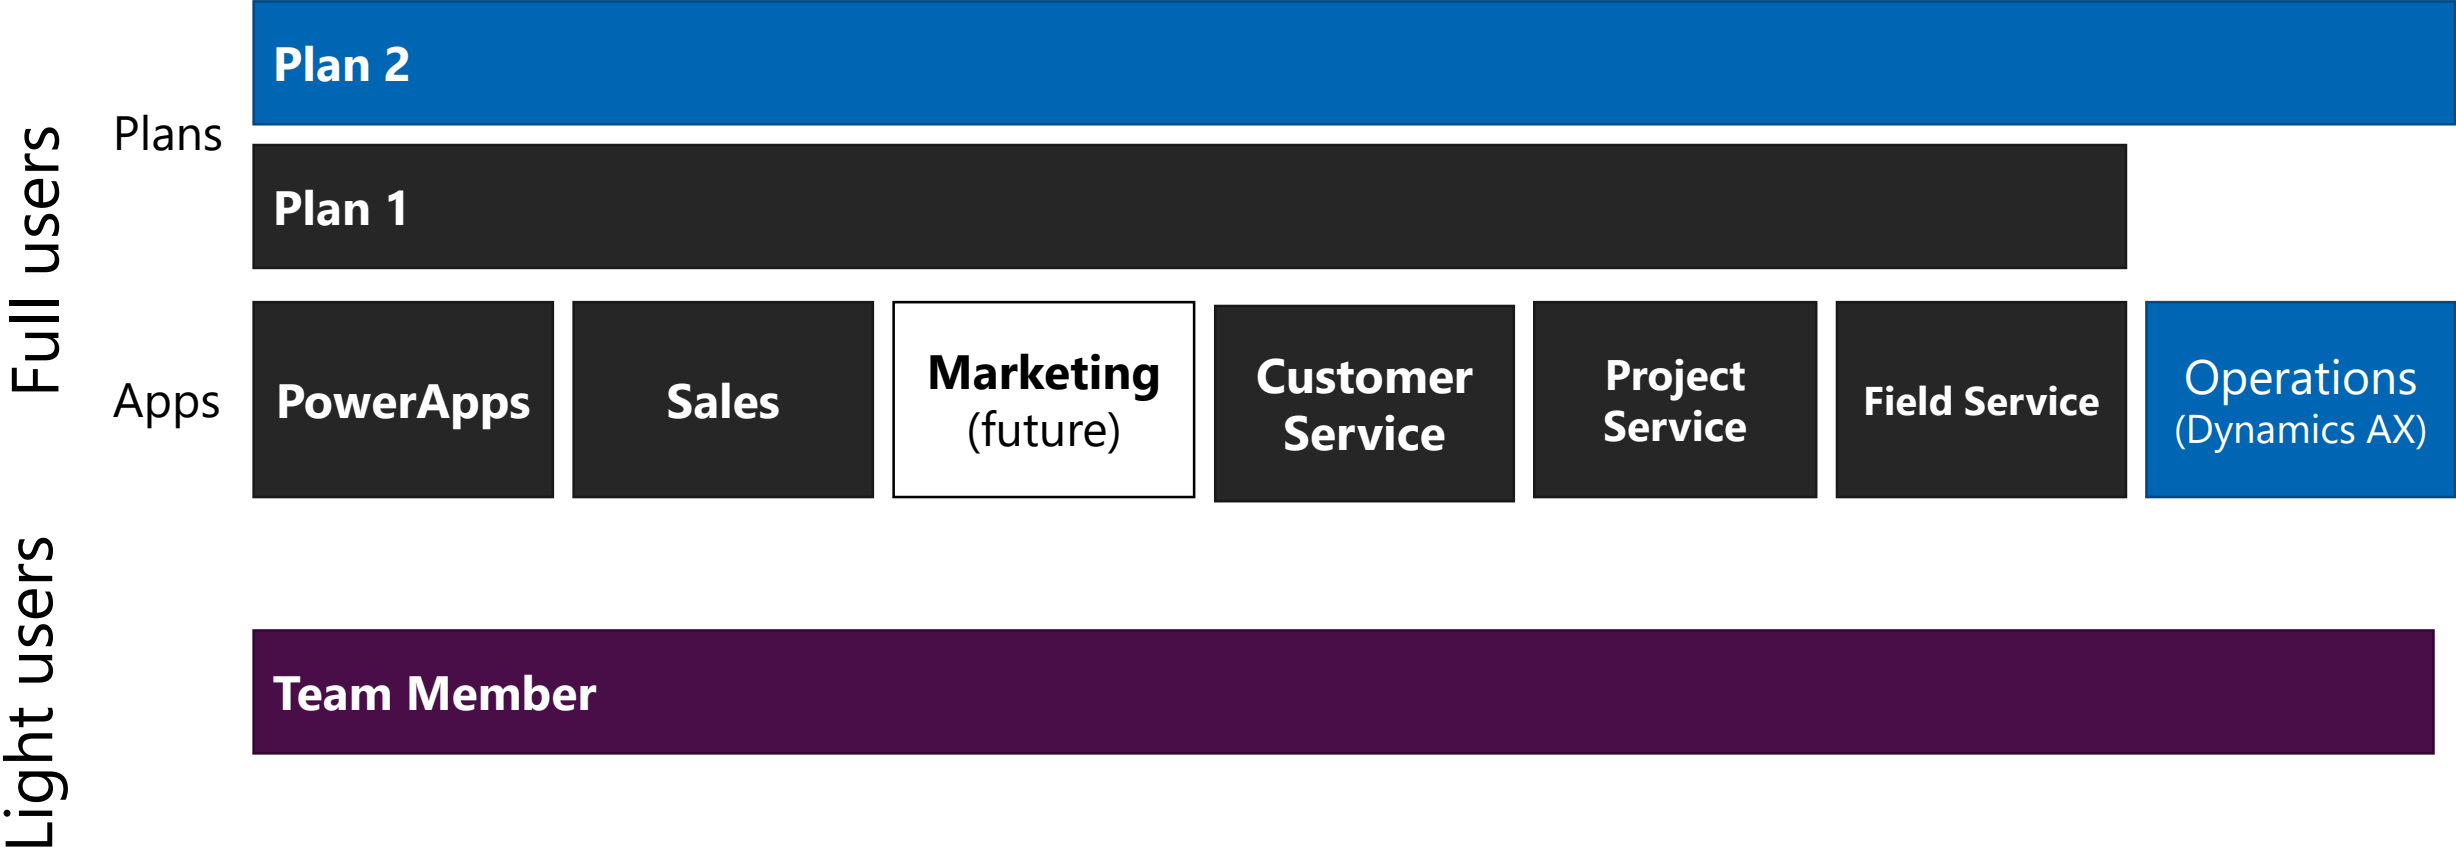 Full users
Plans
Plan 2
Plan 1
Apps
PowerApps
Sales
Marketing
(future)
Customer
Service
Project
Service
Field Service
Operations
(Dynamics AX)
Light users
Team Member